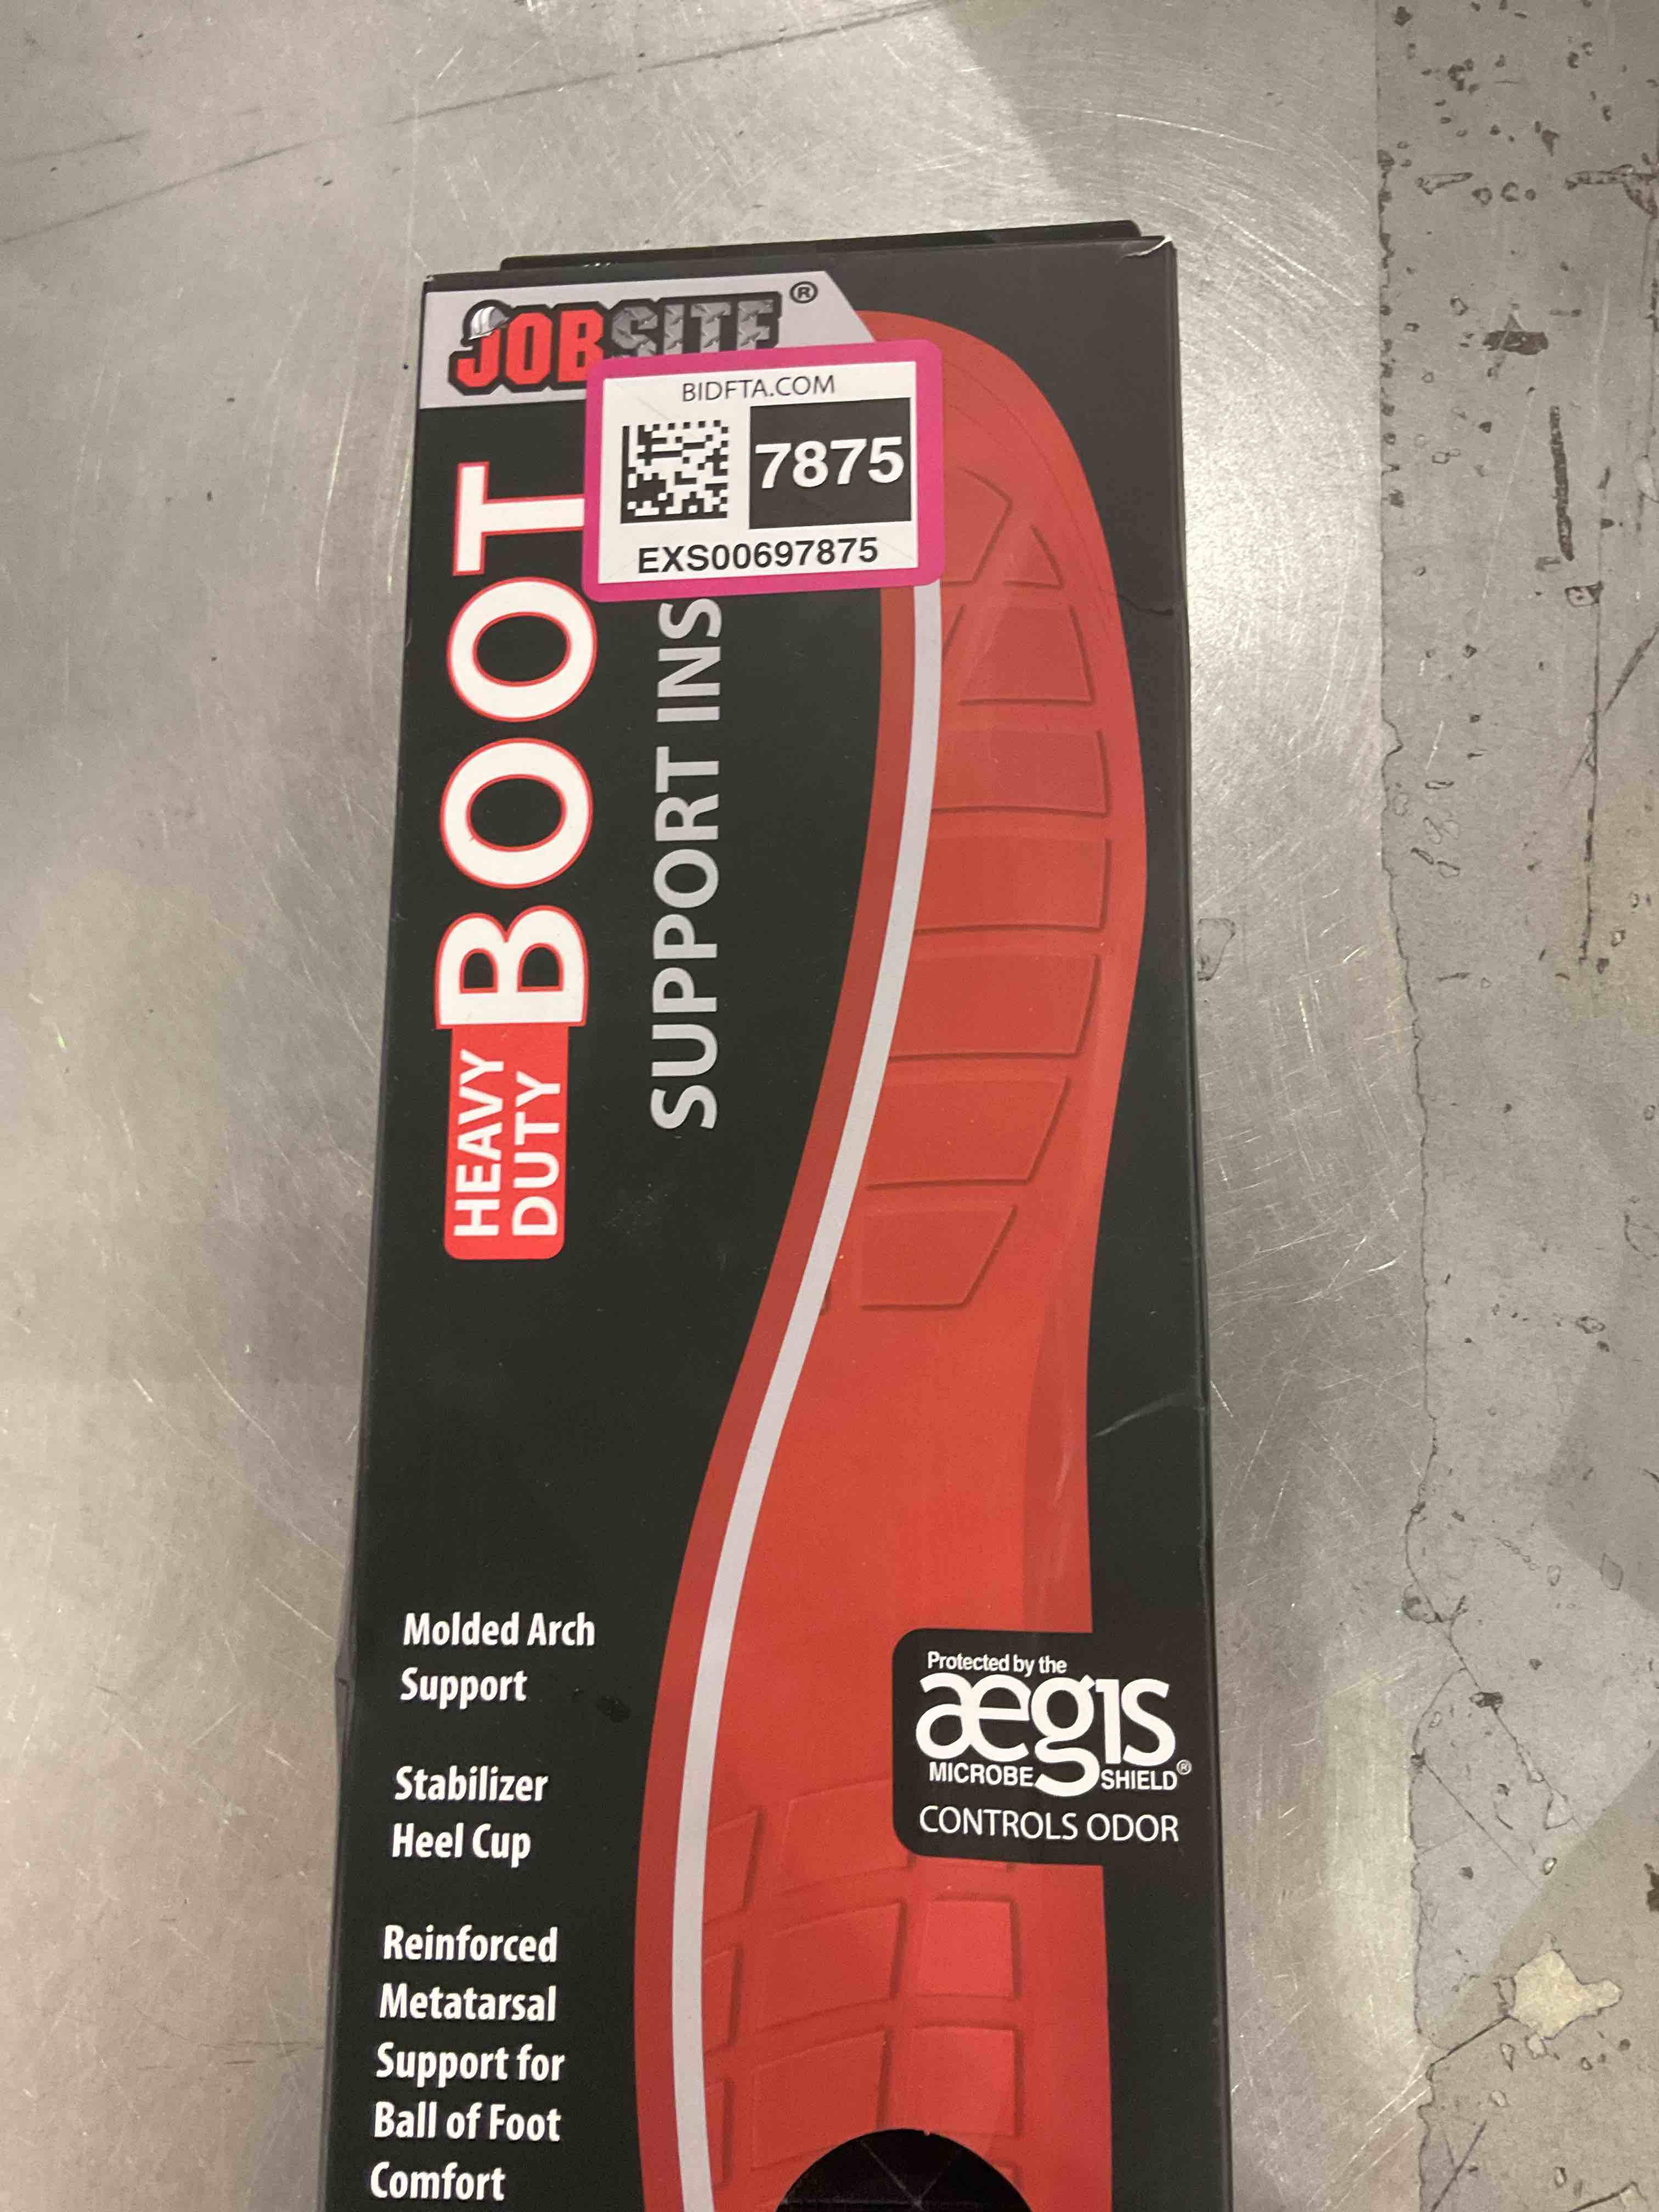 JOBSITE®
BIDFTA.COM
7875
EXS00697875
HEAVY
DUTY
BOOT
SUPPORT INS
Molded Arch
Support
Stabilizer
Heel Cup
Reinforced
Metatarsal
Support for
Ball of Foot
Comfort
Protected by the
ægis
MICROBE SHIELD®
CONTROLS ODOR